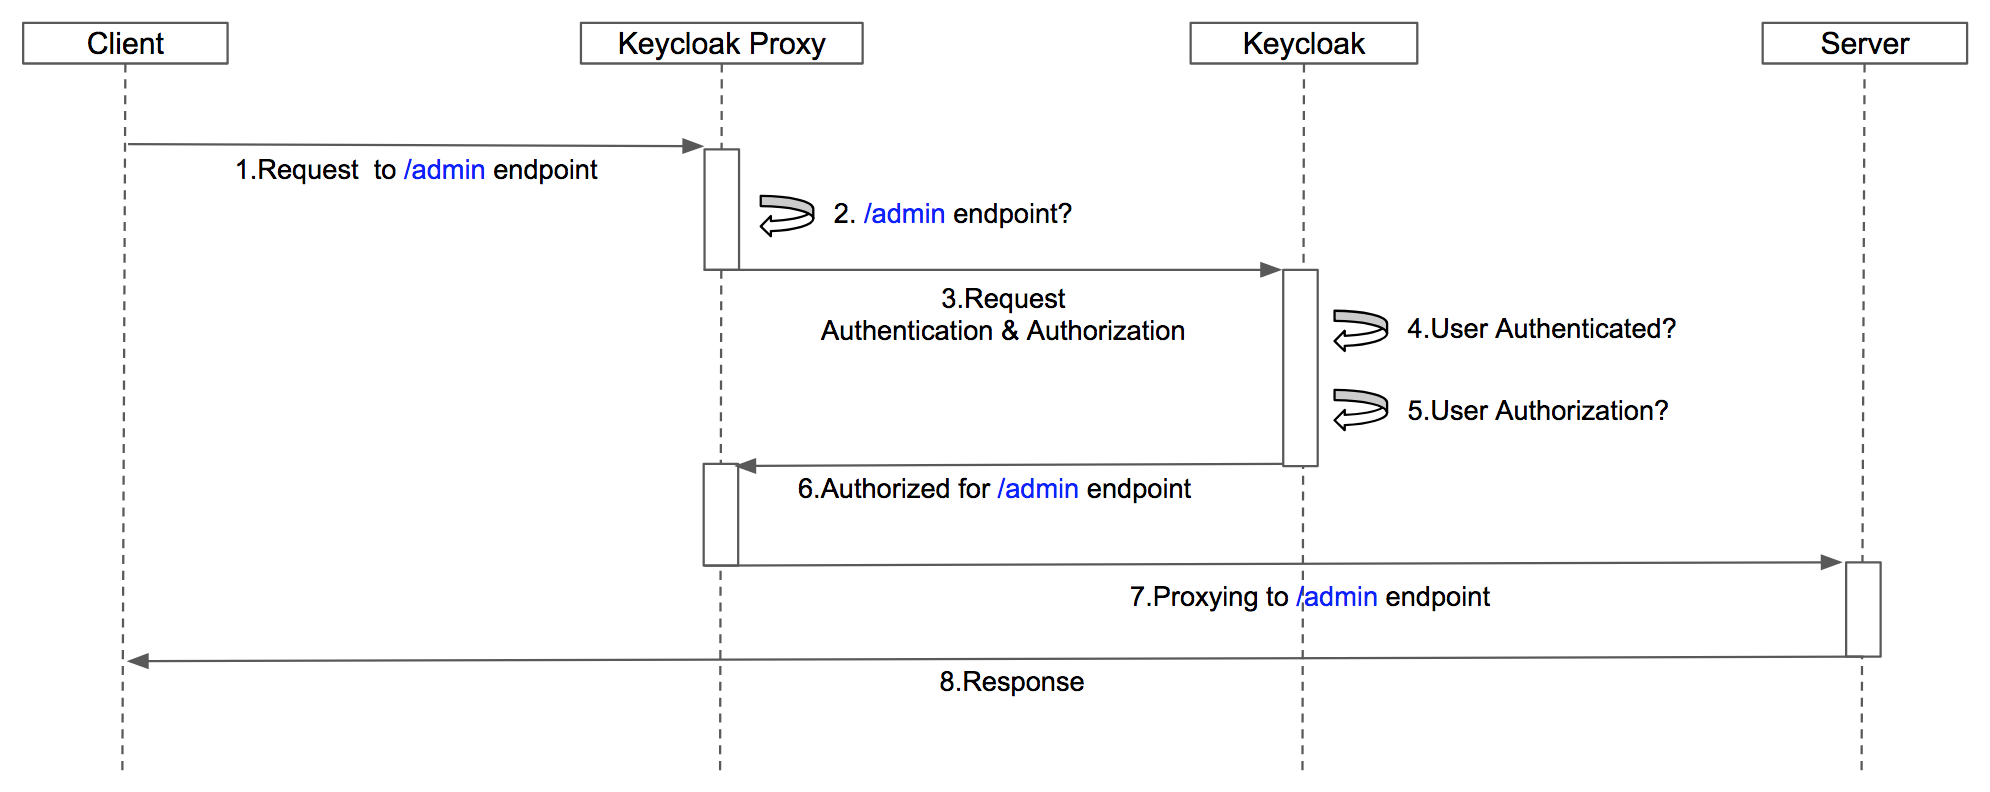 Client
Keycloak Proxy
Keycloak
Server
1.Request  to /admin endpoint
2. /admin endpoint?
3.Request
Authentication & Authorization
4.User Authenticated?
5.User Authorization?
6.Authorized for /admin endpoint
7.Proxying to /admin endpoint
8.Response